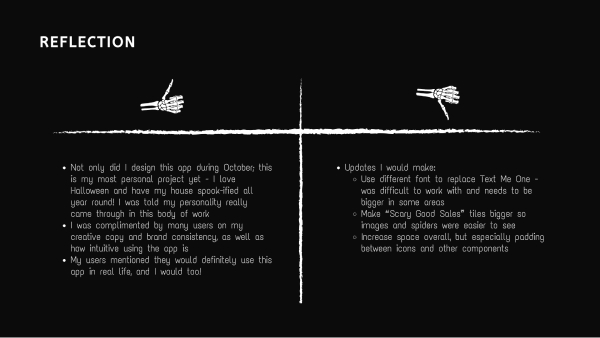 REFLECTION
• Not only did I design this app during October; this
is my most personal project yet - I love
Halloween and have my house spook-ified all
year round! I was told my personality really
came through in this body of work
• I was complimented by many users on my
creative copy and brand consistency, as well as
how intuitive using the app is
• My users mentioned they would definitely use this
app in real life, and I would too!
• Updates I would make:
○ Use different font to replace Text Me One -
was difficult to work with and needs to be
bigger in some areas
○ Make “Scary Good Sales” tiles bigger so
images and spiders were easier to see
○ Increase space overall, but especially padding
between icons and other components